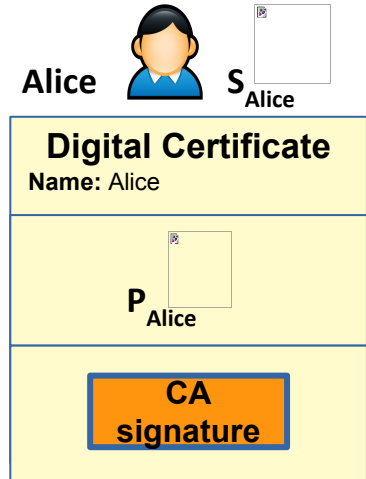 Alice S
Alice
Digital Certificate
Name: Alice
P
Alice
CA
signature